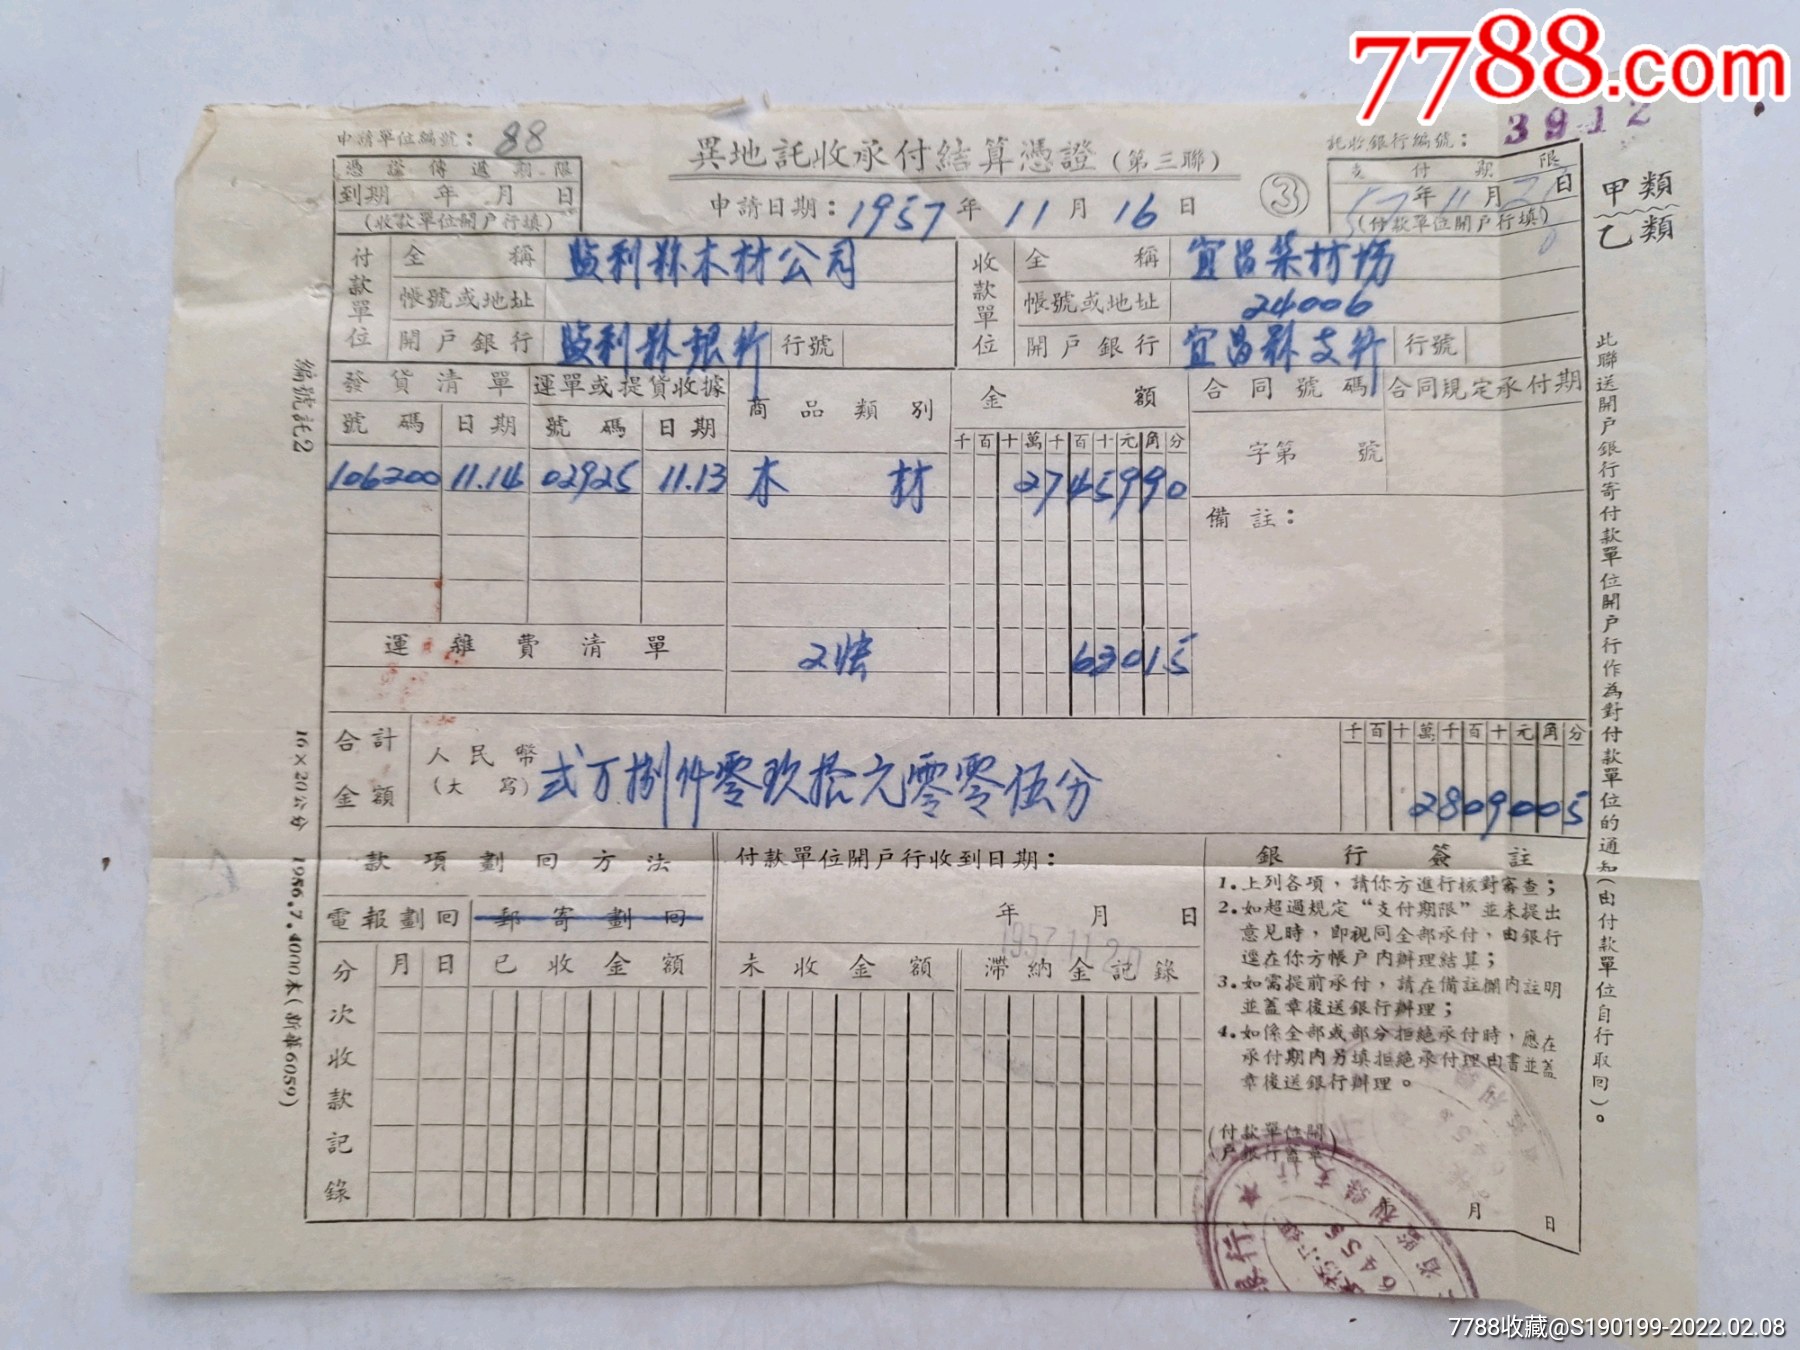 7788.com
申請單位編號：88
異地託收承付結算憑證（第三聯）
託收銀行編號：3912
憑證傳遞期限
到期 年 月 日
（收款單位開户行填）
申請日期：1957年11月16日
③
支付期限
57年11月 日
（付款單位開户行填）
甲類
乙類
付款單位
全稱 監利縣木材公司
帳號或地址
開户銀行 監利縣銀行 行號
收款單位
全稱 宜昌 材場
帳號或地址 24006
開户銀行 宜昌縣支行 行號
發貨清單 運單或提貨收據 商品類別 金額 合同號碼 合同規定承付期
號碼 日期 號碼 日期 千百十萬千百十元角分 字第 號
106200 11.14 02925 11.13 木材 2745990
備註：
運雜費清單 2张 63015
合計金額 人民幣（大写） 弍万捌仟零玖拾元零零伍分
千百十萬千百十元角分
2809005
款項劃回方法
電報劃回 郵寄劃回
付款單位開户行收到日期：
年 月 日
1957.11.20
分次收款記錄
月 日 已收金額 未收金額 滯納金記錄
銀行簽註
1.上列各項，請你方進行核對審查；
2.如超過規定“支付期限”並未提出
意見時，即視同全部承付，由銀行
逕在你方帳户內辦理結算；
3.如需提前承付，請在備註欄內註明
並蓋章後送銀行辦理；
4.如係全部或部分拒絕承付時，應在
承付期內另填拒絕承付理由書並蓋
章後送銀行辦理。
（付款單位開
户銀行蓋章）
年 月 日
編號託2
16×20公分 1956.7.4000本（新華6059）
此聯送開户銀行寄付款單位開户行作為對付款單位的通知（由付款單位自行取回）。
7788收藏@S190199-2022.02.08